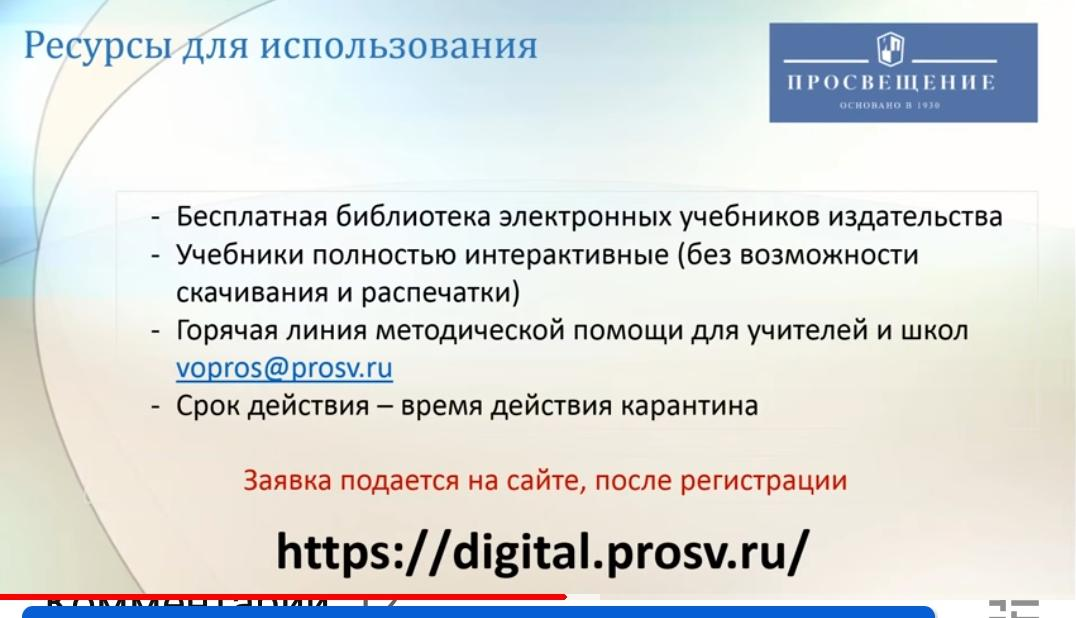 Ресурсы для использования
ПРОСВЕЩЕНИЕ
ОСНОВАНО В 1930
- Бесплатная библиотека электронных учебников издательства
- Учебники полностью интерактивные (без возможности
скачивания и распечатки)
- Горячая линия методической помощи для учителей и школ
vopros@prosv.ru
- Срок действия – время действия карантина
Заявка подается на сайте, после регистрации
https://digital.prosv.ru/
Комментарии